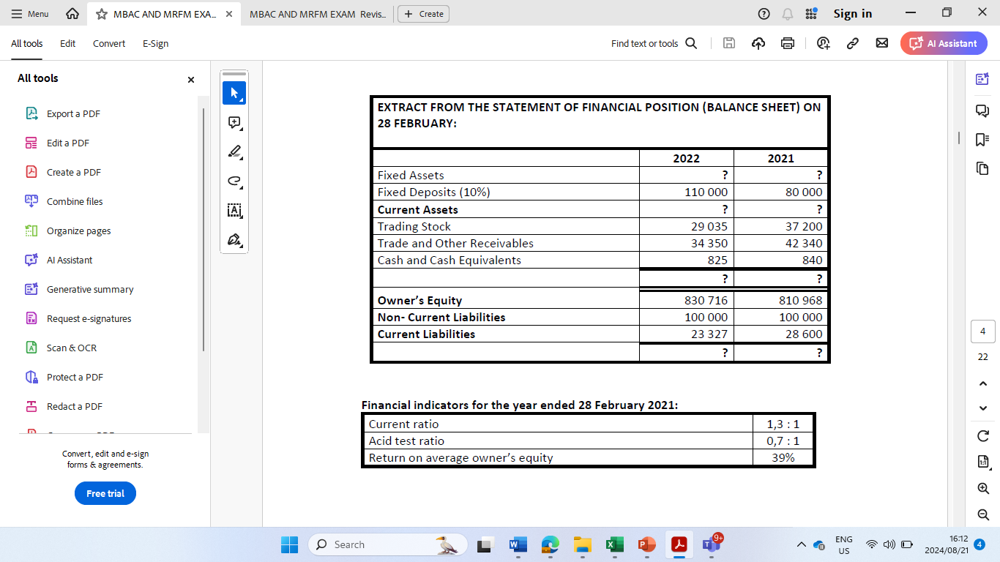 Menu
MBAC AND MRFM EXA...
MBAC AND MRFM EXAM Revis...
Create
Sign in
All tools
Edit
Convert
E-Sign
Find text or tools
AI Assistant
All tools
Export a PDF
Edit a PDF
Create a PDF
Combine files
Organize pages
AI Assistant
Generative summary
Request e-signatures
Scan & OCR
Protect a PDF
Redact a PDF
Convert, edit and e-sign
forms & agreements.
Free trial
EXTRACT FROM THE STATEMENT OF FINANCIAL POSITION (BALANCE SHEET) ON
28 FEBRUARY:
2022 2021
Fixed Assets ? ?
Fixed Deposits (10%) 110 000 80 000
Current Assets ? ?
Trading Stock 29 035 37 200
Trade and Other Receivables 34 350 42 340
Cash and Cash Equivalents 825 840
? ?
Owner’s Equity 830 716 810 968
Non- Current Liabilities 100 000 100 000
Current Liabilities 23 327 28 600
? ?
Financial indicators for the year ended 28 February 2021:
Current ratio 1,3 : 1
Acid test ratio 0,7 : 1
Return on average owner’s equity 39%
4
22
1:1
Search
9+
ENG
US
16:12
2024/08/21
4